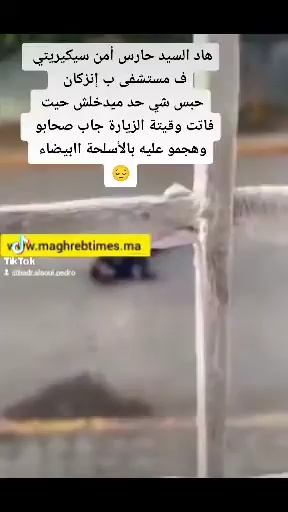 هاد السيد حارس أمن سيكيريتي
ف مستشفى ب إنزكان
حبس شي حد ميدخلش حيت
فاتت وقيتة الزيارة جاب صحابو
وهجمو عليه بالأسلحة اابيضاء
😔
www.maghrebtimes.ma
TikTok